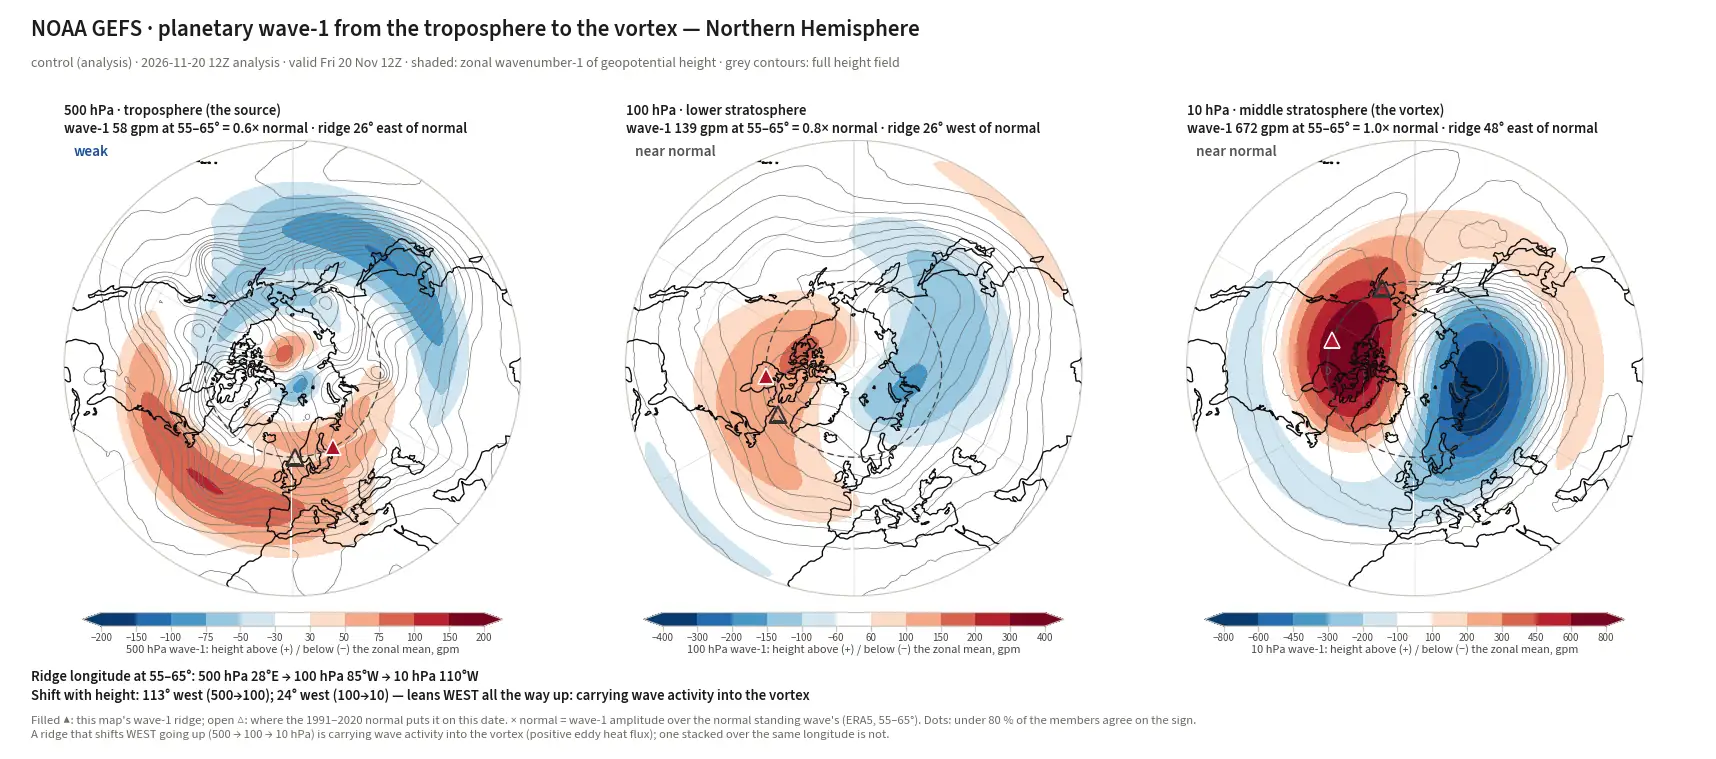 NOAA GEFS · planetary wave-1 from the troposphere to the vortex — Northern Hemisphere
control (analysis) · 2026-11-20 12Z analysis · valid Fri 20 Nov 12Z · shaded: zonal wavenumber-1 of geopotential height · grey contours: full height field
500 hPa · troposphere (the source)
wave-1 58 gpm at 55–65° = 0.6× normal · ridge 26° east of normal
weak
100 hPa · lower stratosphere
wave-1 139 gpm at 55–65° = 0.8× normal · ridge 26° west of normal
near normal
10 hPa · middle stratosphere (the vortex)
wave-1 672 gpm at 55–65° = 1.0× normal · ridge 48° east of normal
near normal
−200 −150 −100 −75 −50 −30 30 50 75 100 150 200
500 hPa wave-1: height above (+) / below (−) the zonal mean, gpm
−400 −300 −200 −150 −100 −60 60 100 150 200 300 400
100 hPa wave-1: height above (+) / below (−) the zonal mean, gpm
−800 −600 −450 −300 −200 −100 100 200 300 450 600 800
10 hPa wave-1: height above (+) / below (−) the zonal mean, gpm
Ridge longitude at 55–65°: 500 hPa 28°E → 100 hPa 85°W → 10 hPa 110°W
Shift with height: 113° west (500→100); 24° west (100→10) — leans WEST all the way up: carrying wave activity into the vortex
Filled ▲: this map's wave-1 ridge; open △: where the 1991–2020 normal puts it on this date. × normal = wave-1 amplitude over the normal standing wave's (ERA5, 55–65°). Dots: under 80 % of the members agree on the sign.
A ridge that shifts WEST going up (500 → 100 → 10 hPa) is carrying wave activity into the vortex (positive eddy heat flux); one stacked over the same longitude is not.